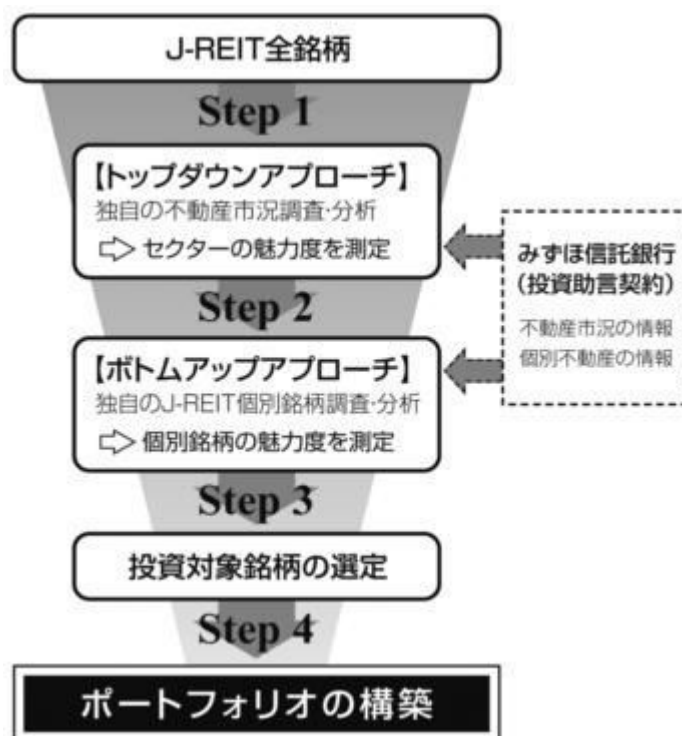 J-REIT全銘柄
Step 1
【トップダウンアプローチ】
独自の不動産市況調査・分析
⇨ セクターの魅力度を測定
みずほ信託銀行
(投資助言契約)
不動産市況の情報
個別不動産の情報
Step 2
【ボトムアップアプローチ】
独自のJ-REIT個別銘柄調査・分析
⇨ 個別銘柄の魅力度を測定
Step 3
投資対象銘柄の選定
Step 4
ポートフォリオの構築